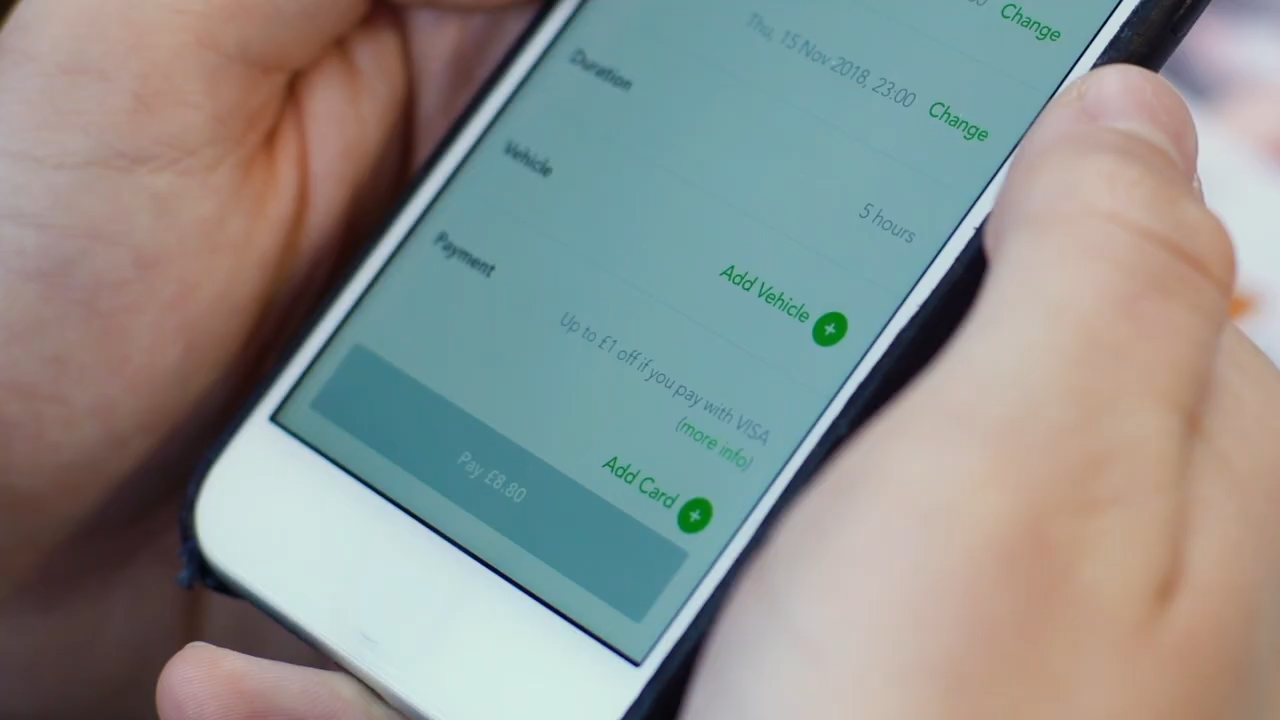 Change
Thu, 15 Nov 2018, 23:00 Change
Duration
5 hours
Vehicle
Add Vehicle +
Payment
Up to £1 off if you pay with VISA
(more info)
Add Card +
Pay £8.80